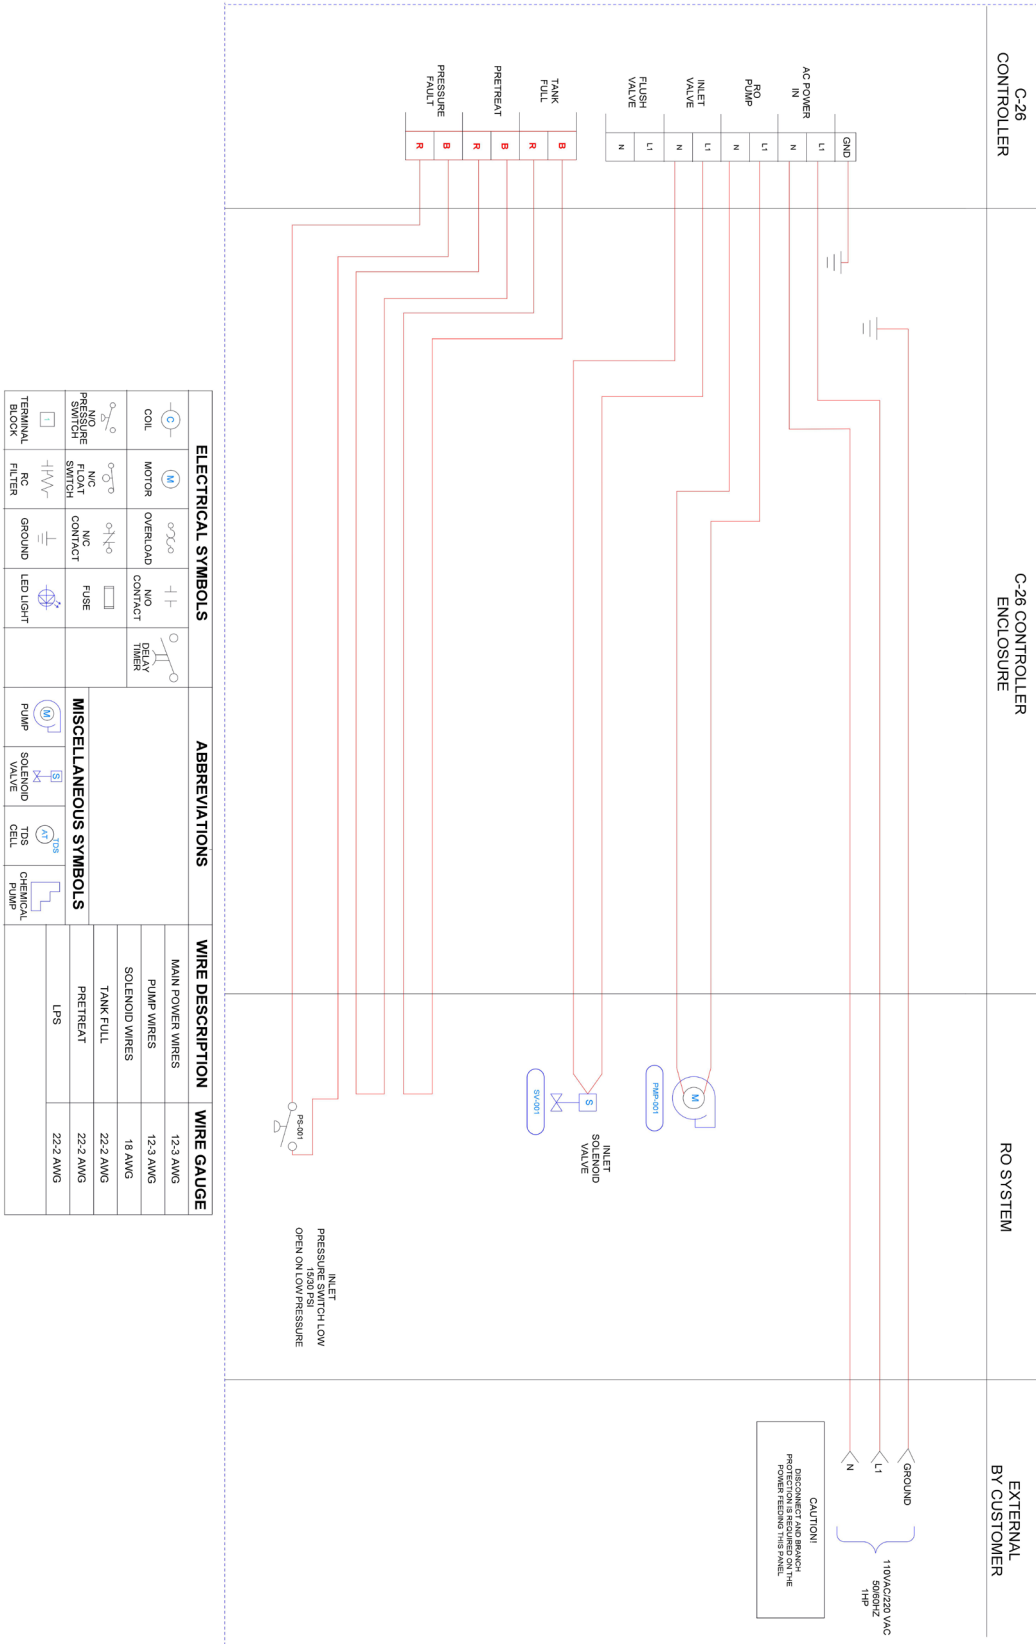 C-26
CONTROLLER
C-26 CONTROLLER
ENCLOSURE
RO SYSTEM
EXTERNAL
BY CUSTOMER
GND
AC POWER
IN
L1
N
RO
PUMP
L1
N
INLET
VALVE
L1
N
FLUSH
VALVE
L1
N
TANK
FULL
B
R
PRETREAT
B
R
PRESSURE
FAULT
B
R
GROUND
L1
N
110VAC/220 VAC
50/60HZ
1HP
CAUTION!
DISCONNECT AND BRANCH
PROTECTION IS REQUIRED ON THE
POWER FEEDING THIS PANEL
M
PMP-001
S
SV-001
INLET
SOLENOID
VALVE
PS-001
INLET
PRESSURE SWITCH LOW
15/30 PSI
OPEN ON LOW PRESSURE
ELECTRICAL SYMBOLS
C
COIL
M
MOTOR
OVERLOAD
N/O
CONTACT
DELAY
TIMER
N/O
PRESSURE
SWITCH
N/C
FLOAT
SWITCH
N/C
CONTACT
FUSE
1
TERMINAL
BLOCK
RC
FILTER
GROUND
LED LIGHT
ABBREVIATIONS
MISCELLANEOUS SYMBOLS
M
PUMP
S
SOLENOID
VALVE
TDS
AT
TDS
CELL
CHEMICAL
PUMP
WIRE DESCRIPTION WIRE GAUGE
MAIN POWER WIRES 12-3 AWG
PUMP WIRES 12-3 AWG
SOLENOID WIRES 18 AWG
TANK FULL 22-2 AWG
PRETREAT 22-2 AWG
LPS 22-2 AWG